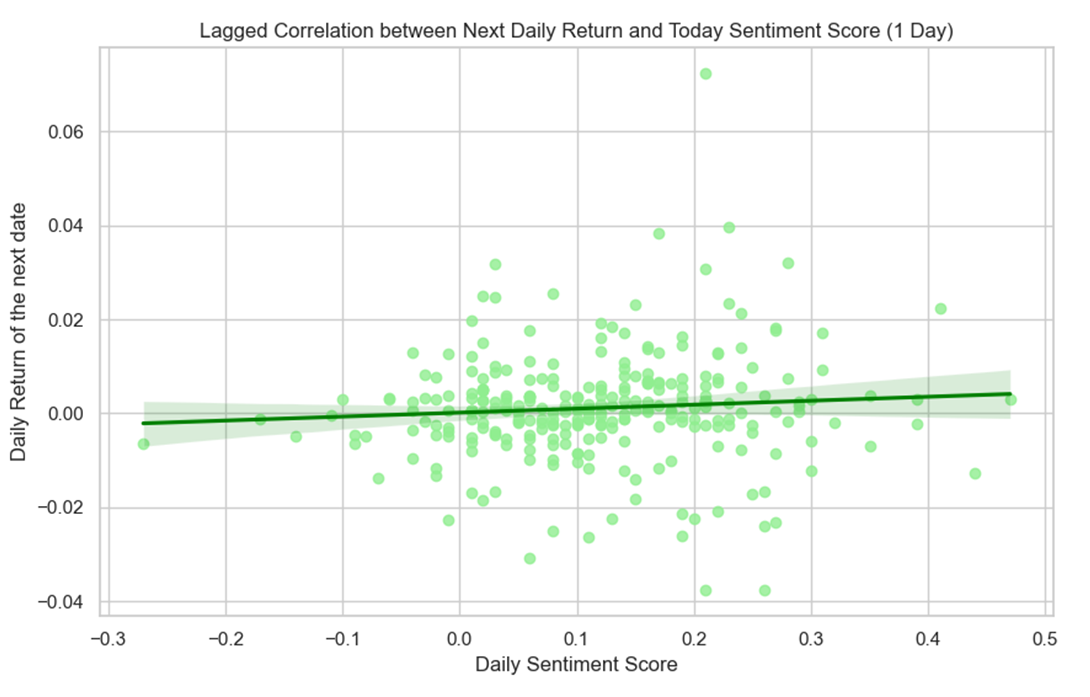 Lagged Correlation between Next Daily Return and Today Sentiment Score (1 Day)
Daily Return of the next date
0.06
0.04
0.02
0.00
−0.02
−0.04
−0.3 −0.2 −0.1 0.0 0.1 0.2 0.3 0.4 0.5
Daily Sentiment Score